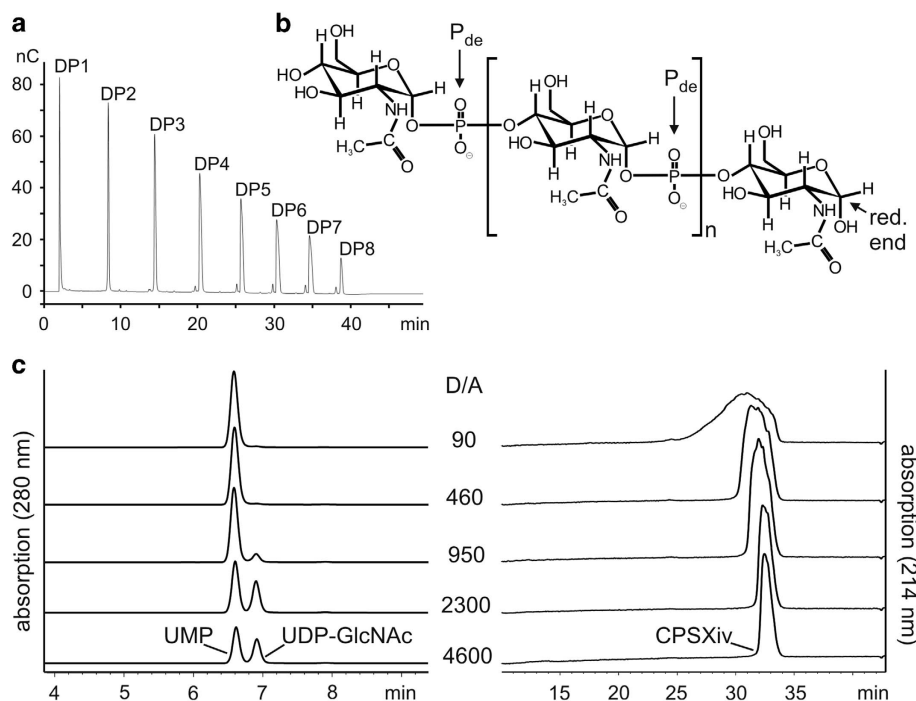 a
nC
80
60
40
20
0
DP1
DP2
DP3
DP4
DP5
DP6
DP7
DP8
0 10 20 30 40 min
b
P de
P de
H OH
HO
HO
H
H
O
H
NH
H₃C C O
O
O
P
O
⊖
O
H OH
HO
H
H
H
O
H
NH
H₃C C O
O
O
P
O
⊖
n
O
H OH
HO
H
H
H
O
H
NH
OH
H₃C C O
red.
end
c
absorption (280 nm)
D/A
90
460
950
2300
4600
UMP
UDP-GlcNAc
CPSXiv
absorption (214 nm)
4 5 6 7 8 min
15 20 25 30 35 min